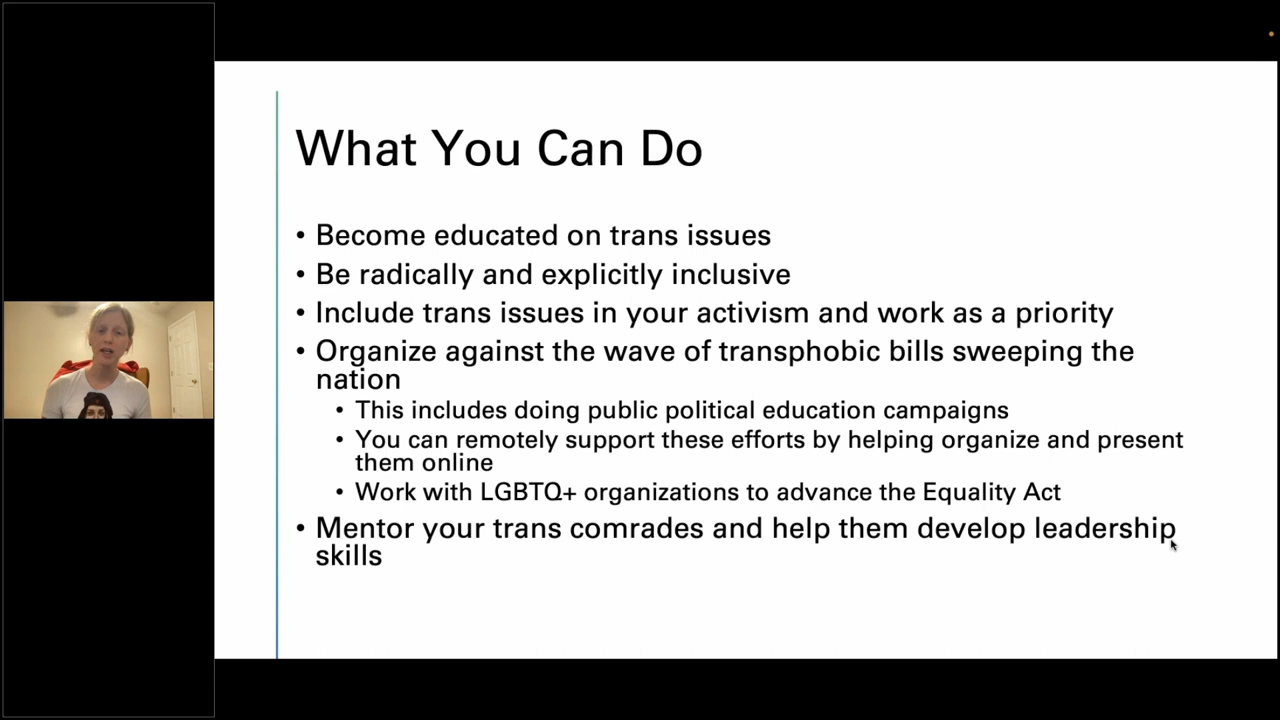 What You Can Do
• Become educated on trans issues
• Be radically and explicitly inclusive
• Include trans issues in your activism and work as a priority
• Organize against the wave of transphobic bills sweeping the
nation
• This includes doing public political education campaigns
• You can remotely support these efforts by helping organize and present
them online
• Work with LGBTQ+ organizations to advance the Equality Act
• Mentor your trans comrades and help them develop leadership
skills